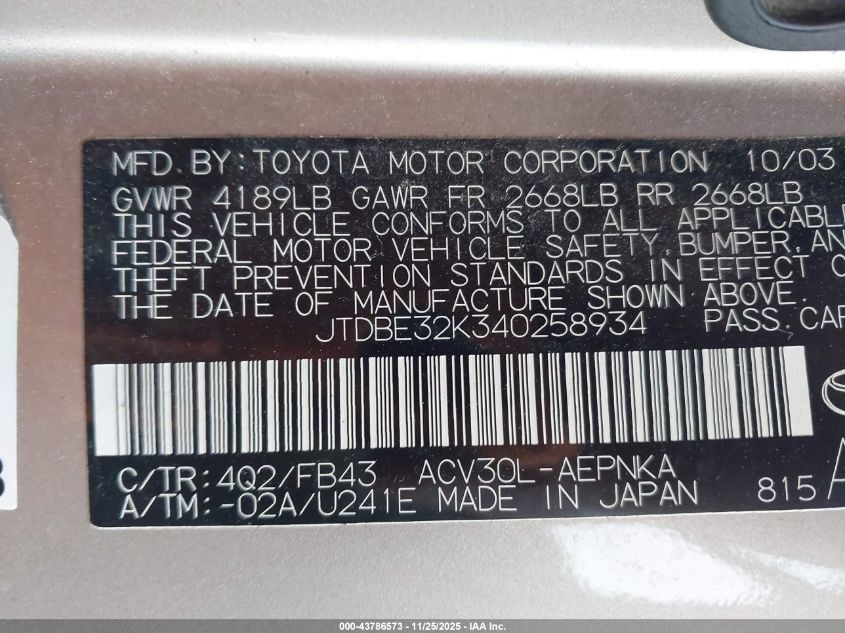 MFD. BY: TOYOTA MOTOR CORPORATION 10/03
GVWR 4189LB GAWR FR 2668LB RR 2668LB
THIS VEHICLE CONFORMS TO ALL APPLICABLE
FEDERAL MOTOR VEHICLE SAFETY, BUMPER, AN
THEFT PREVENTION STANDARDS IN EFFECT O
THE DATE OF MANUFACTURE SHOWN ABOVE.
JTDBE32K340258934 PASS. CAR
C/TR: 4Q2/FB43 ACV30L-AEPNKA
A/TM: -02A/U241E MADE IN JAPAN 815 A
000-43786573 - 11/25/2025 - IAA Inc.